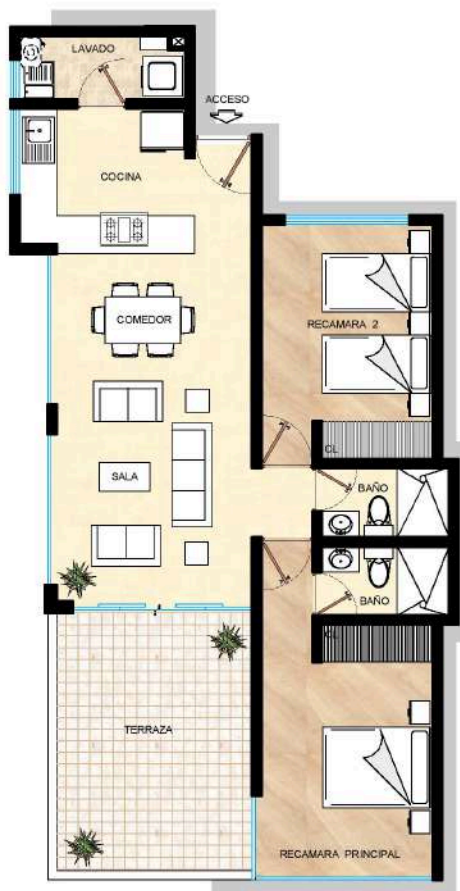 LAVADO
ACCESO
COCINA
COMEDOR
RECAMARA 2
SALA
CL
BAÑO
BAÑO
CL
TERRAZA
RECAMARA PRINCIPAL